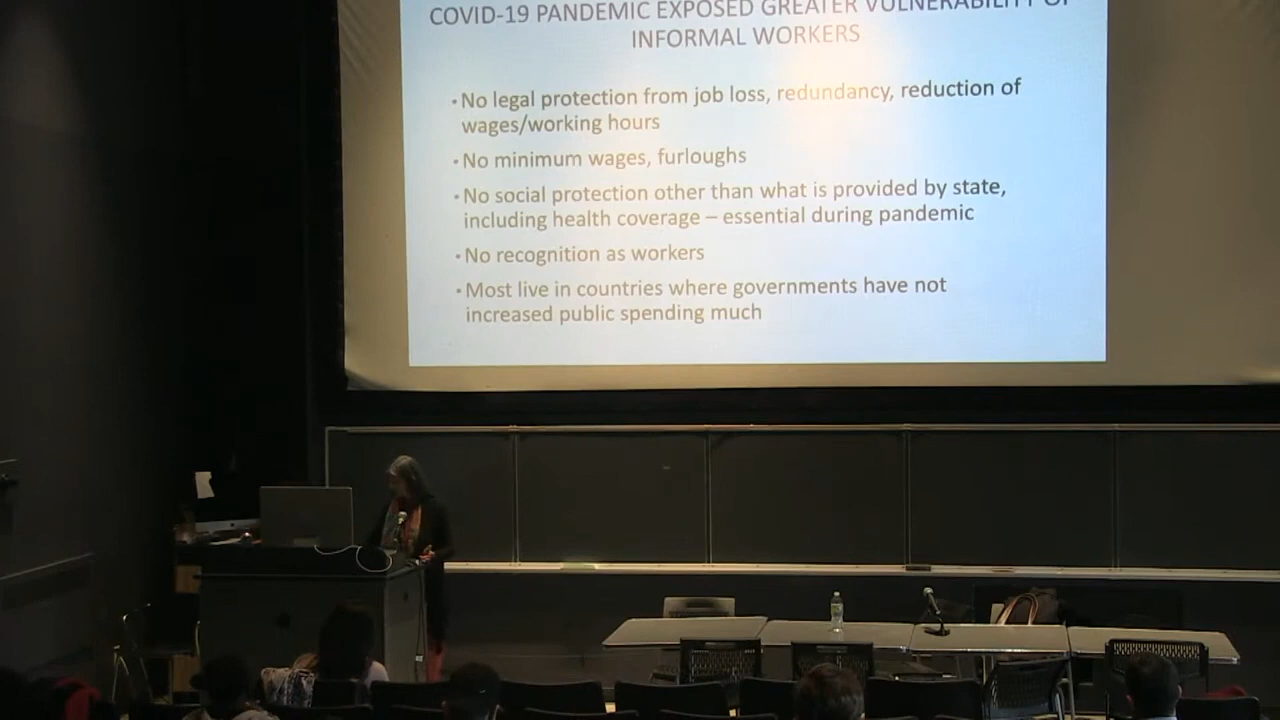 COVID-19 PANDEMIC EXPOSED GREATER VULNERABILITY OF
INFORMAL WORKERS
• No legal protection from job loss, redundancy, reduction of
wages/working hours
• No minimum wages, furloughs
• No social protection other than what is provided by state,
including health coverage – essential during pandemic
• No recognition as workers
• Most live in countries where governments have not
increased public spending much